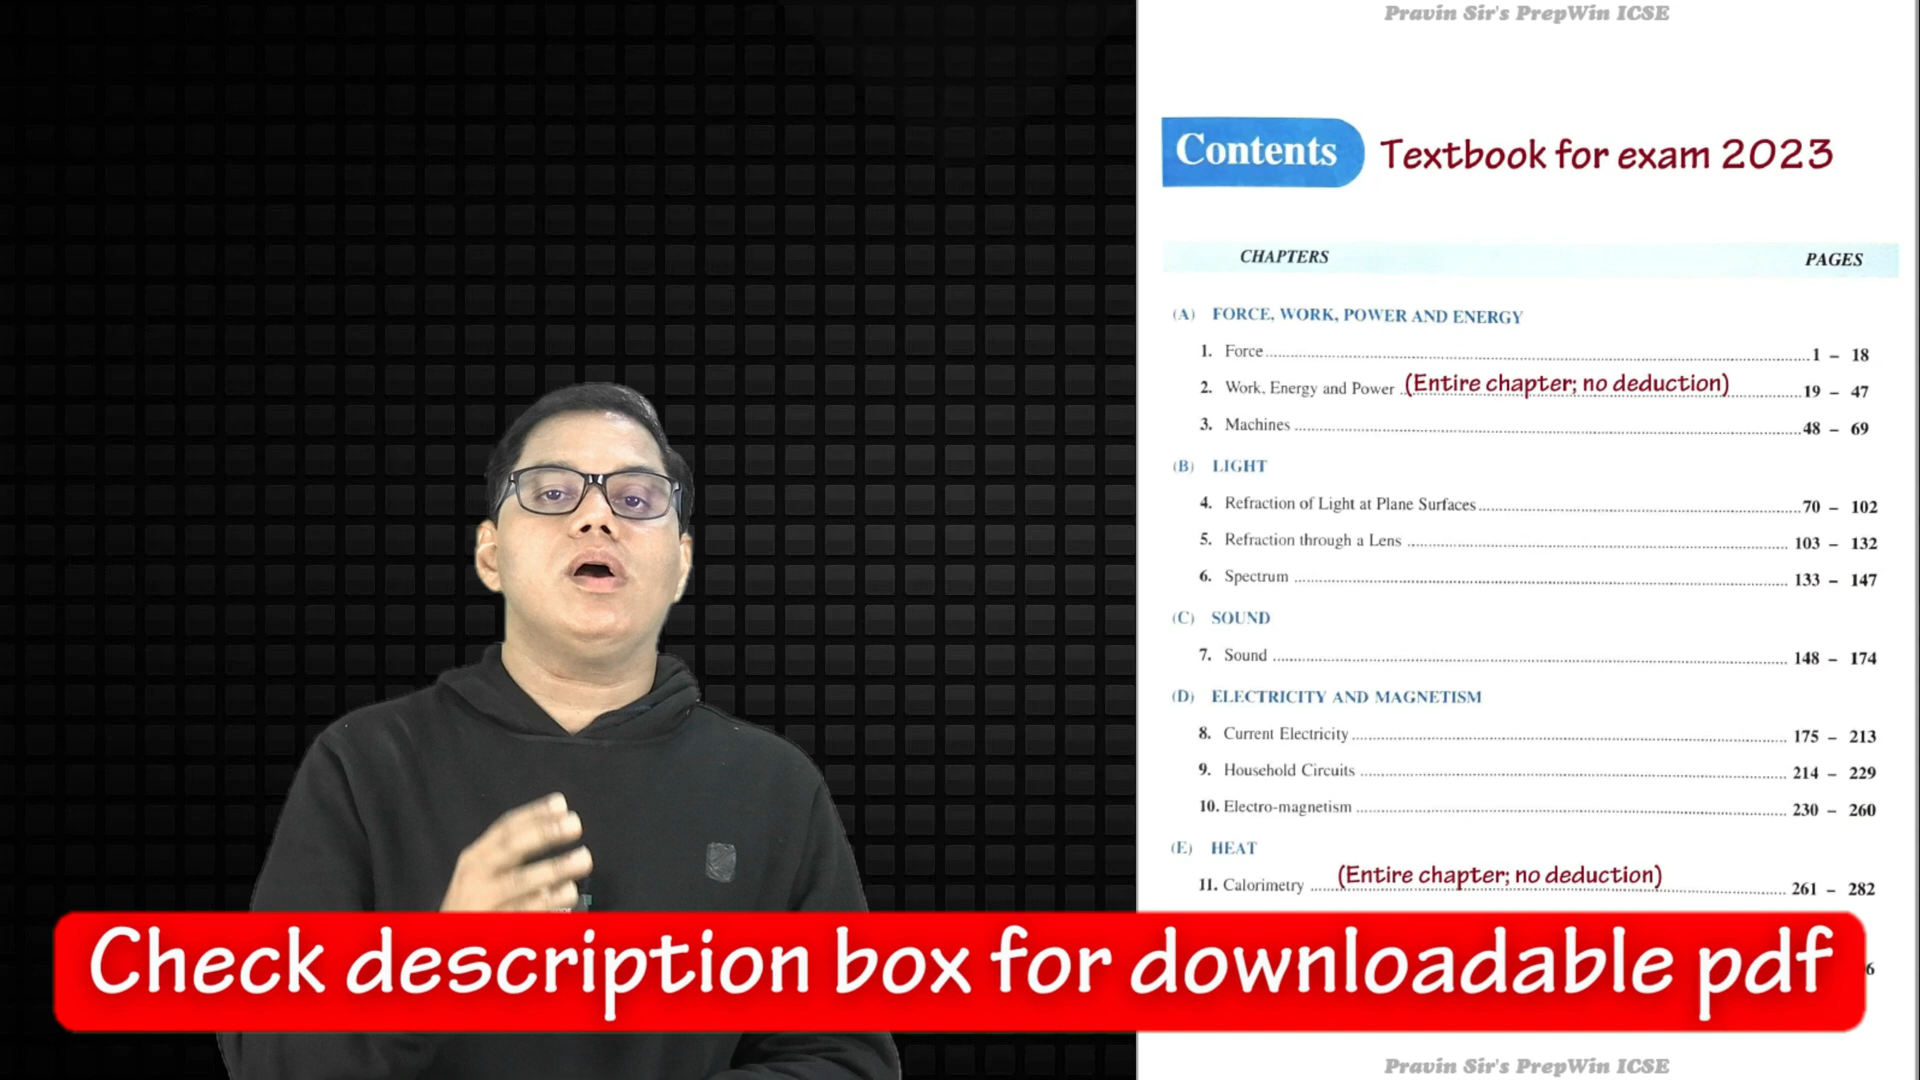 Pravin Sir's PrepWin ICSE
Contents Textbook for exam 2023
CHAPTERS PAGES
(A) FORCE, WORK, POWER AND ENERGY
1. Force 1 – 18
2. Work, Energy and Power (Entire chapter; no deduction) 19 – 47
3. Machines 48 – 69
(B) LIGHT
4. Refraction of Light at Plane Surfaces 70 – 102
5. Refraction through a Lens 103 – 132
6. Spectrum 133 – 147
(C) SOUND
7. Sound 148 – 174
(D) ELECTRICITY AND MAGNETISM
8. Current Electricity 175 – 213
9. Household Circuits 214 – 229
10. Electro-magnetism 230 – 260
(E) HEAT
11. Calorimetry (Entire chapter; no deduction) 261 – 282
Check description box for downloadable pdf
6
Pravin Sir's PrepWin ICSE